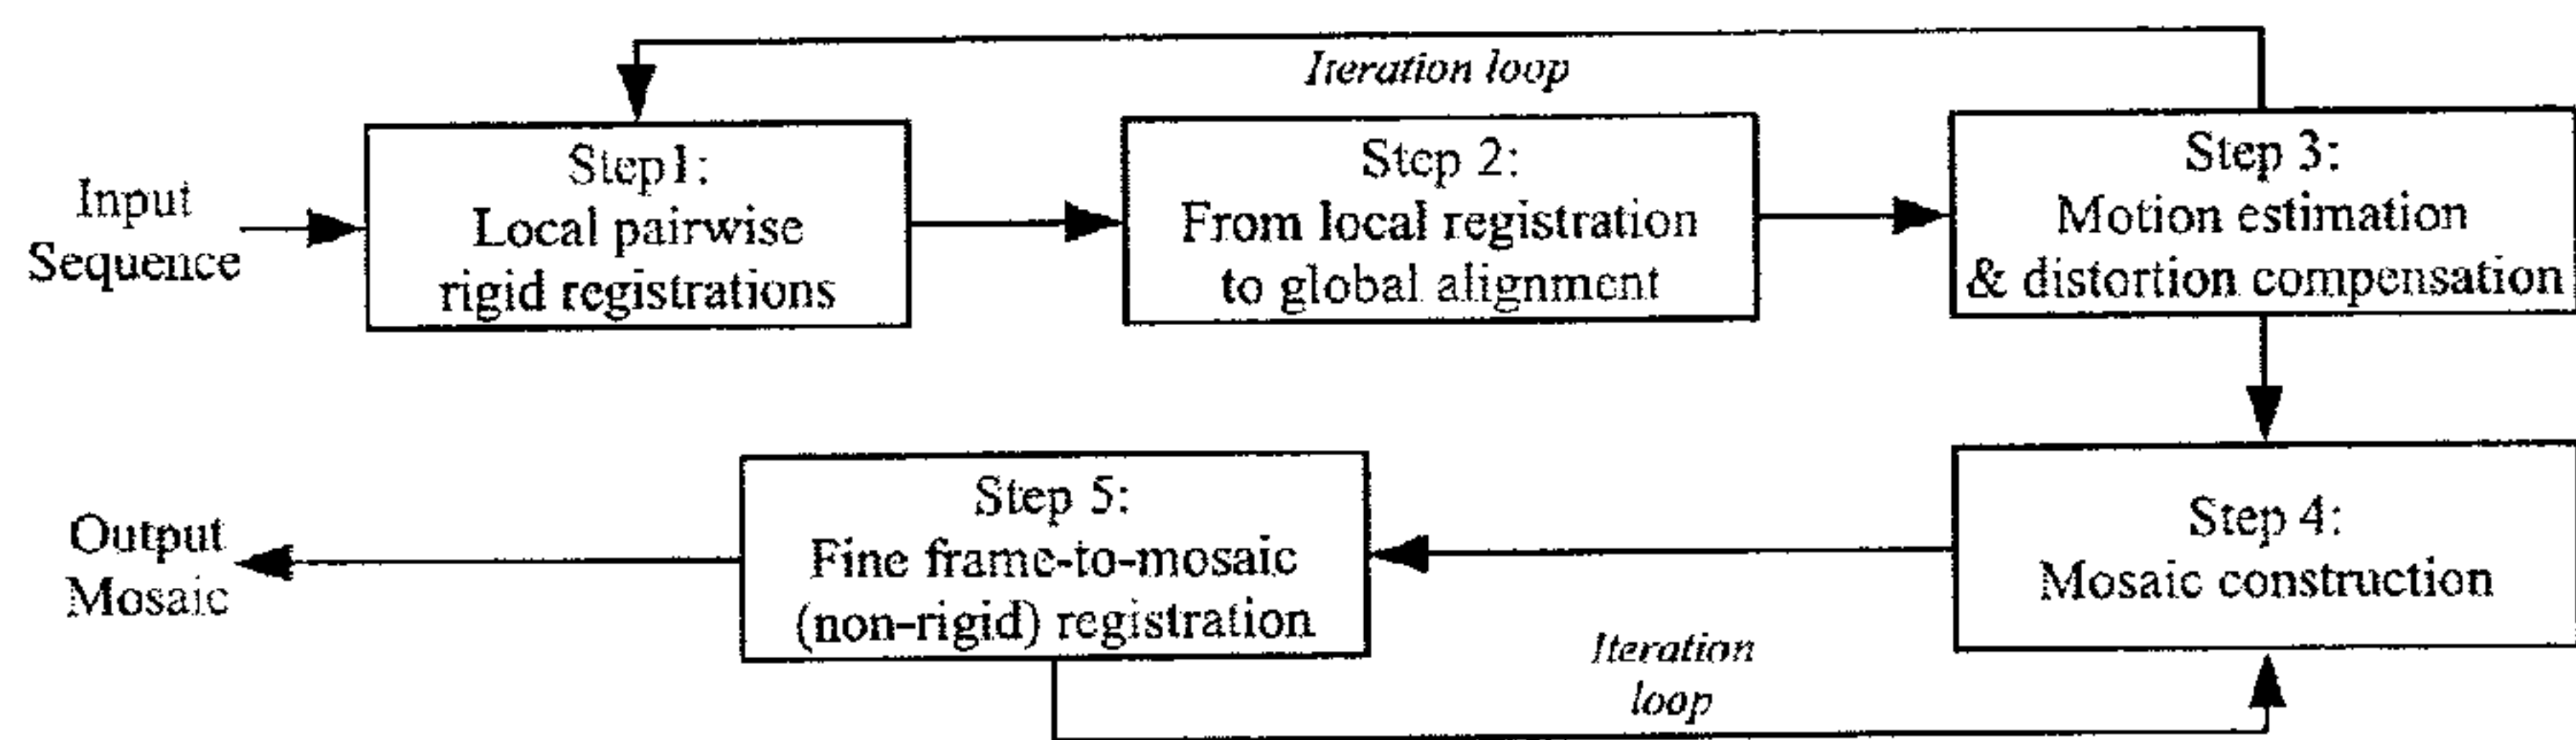 Iteration loop
Input
Sequence
Step1:
Local pairwise
rigid registrations
Step 2:
From local registration
to global alignment
Step 3:
Motion estimation
& distortion compensation
Output
Mosaic
Step 5:
Fine frame-to-mosaic
(non-rigid) registration
Step 4:
Mosaic construction
Iteration
loop